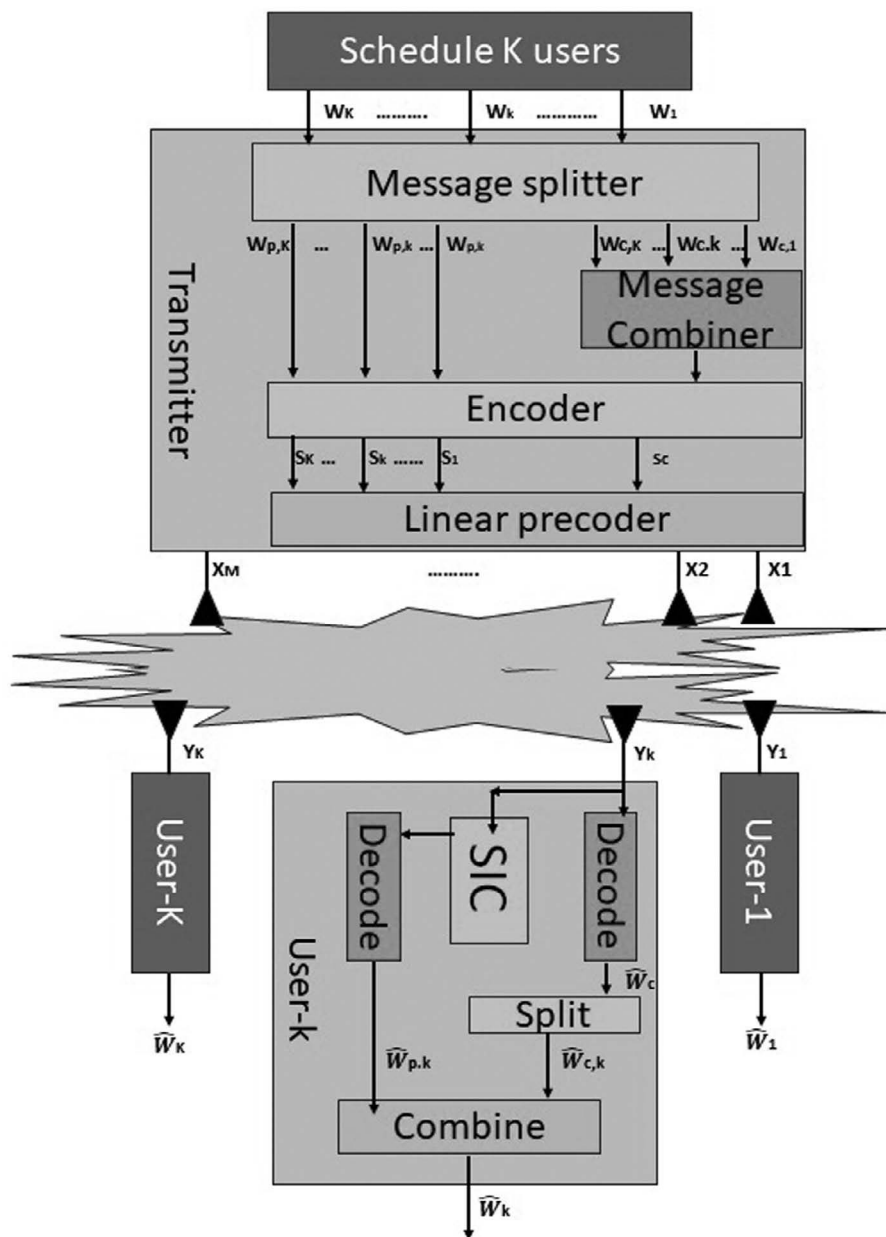 Schedule K users
WK .......... Wk ............ W1
Message splitter
Wp,K ... Wp,k ... Wp,k Wc,K ... Wc.k ... Wc,1
Message
Combiner
Transmitter
Encoder
SK ... Sk ...... S1 sc
Linear precoder
XM .......... X2 X1
YK Yk Y1
User-K
User-k
Decode
SIC
Decode
User-1
Ŵc
Split
ŴK Ŵp.k Ŵc,k Ŵ1
Combine
Ŵk